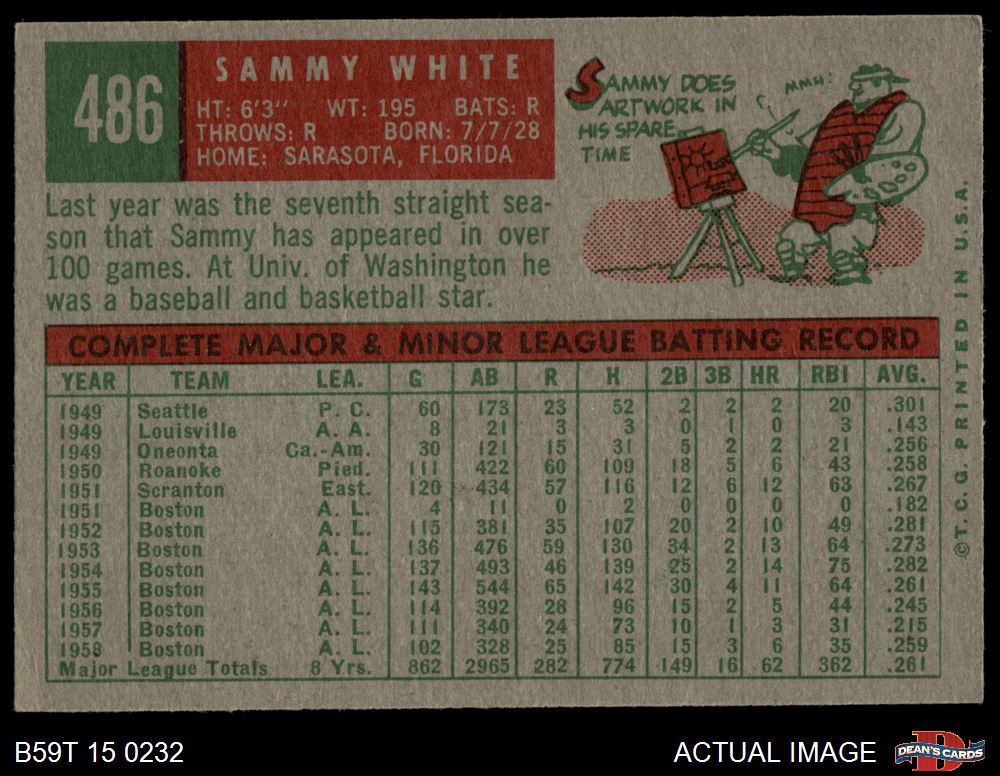 486
SAMMY WHITE
HT: 6'3" WT: 195 BATS: R
THROWS: R BORN: 7/7/28
HOME: SARASOTA, FLORIDA
SAMMY DOES
ARTWORK IN
HIS SPARE
TIME
MMH!
Last year was the seventh straight sea-
son that Sammy has appeared in over
100 games. At Univ. of Washington he
was a baseball and basketball star.
COMPLETE MAJOR & MINOR LEAGUE BATTING RECORD
YEAR TEAM LEA. G AB R H 2B 3B HR RBI AVG.
1949 Seattle P. C. 60 173 23 52 2 2 2 20 .301
1949 Louisville A. A. 8 21 3 3 0 1 0 3 .143
1949 Oneonta Ca.-Am. 30 121 15 31 5 2 2 21 .256
1950 Roanoke Pied. 111 422 60 109 18 5 6 43 .258
1951 Scranton East. 120 434 57 116 12 6 12 63 .267
1951 Boston A. L. 4 11 0 2 0 0 0 0 .182
1952 Boston A. L. 115 381 35 107 20 2 10 49 .281
1953 Boston A. L. 136 476 59 130 34 2 13 64 .273
1954 Boston A. L. 137 493 46 139 25 2 14 75 .282
1955 Boston A. L. 143 544 65 142 30 4 11 64 .261
1956 Boston A. L. 114 392 28 96 15 2 5 44 .245
1957 Boston A. L. 111 340 24 73 10 1 3 31 .215
1958 Boston A. L. 102 328 25 85 15 3 6 35 .259
Major League Totals 8 Yrs. 862 2965 282 774 149 16 62 362 .261
©T.C.G. PRINTED IN U.S.A.
B59T 15 0232
ACTUAL IMAGE
DEAN'S CARDS